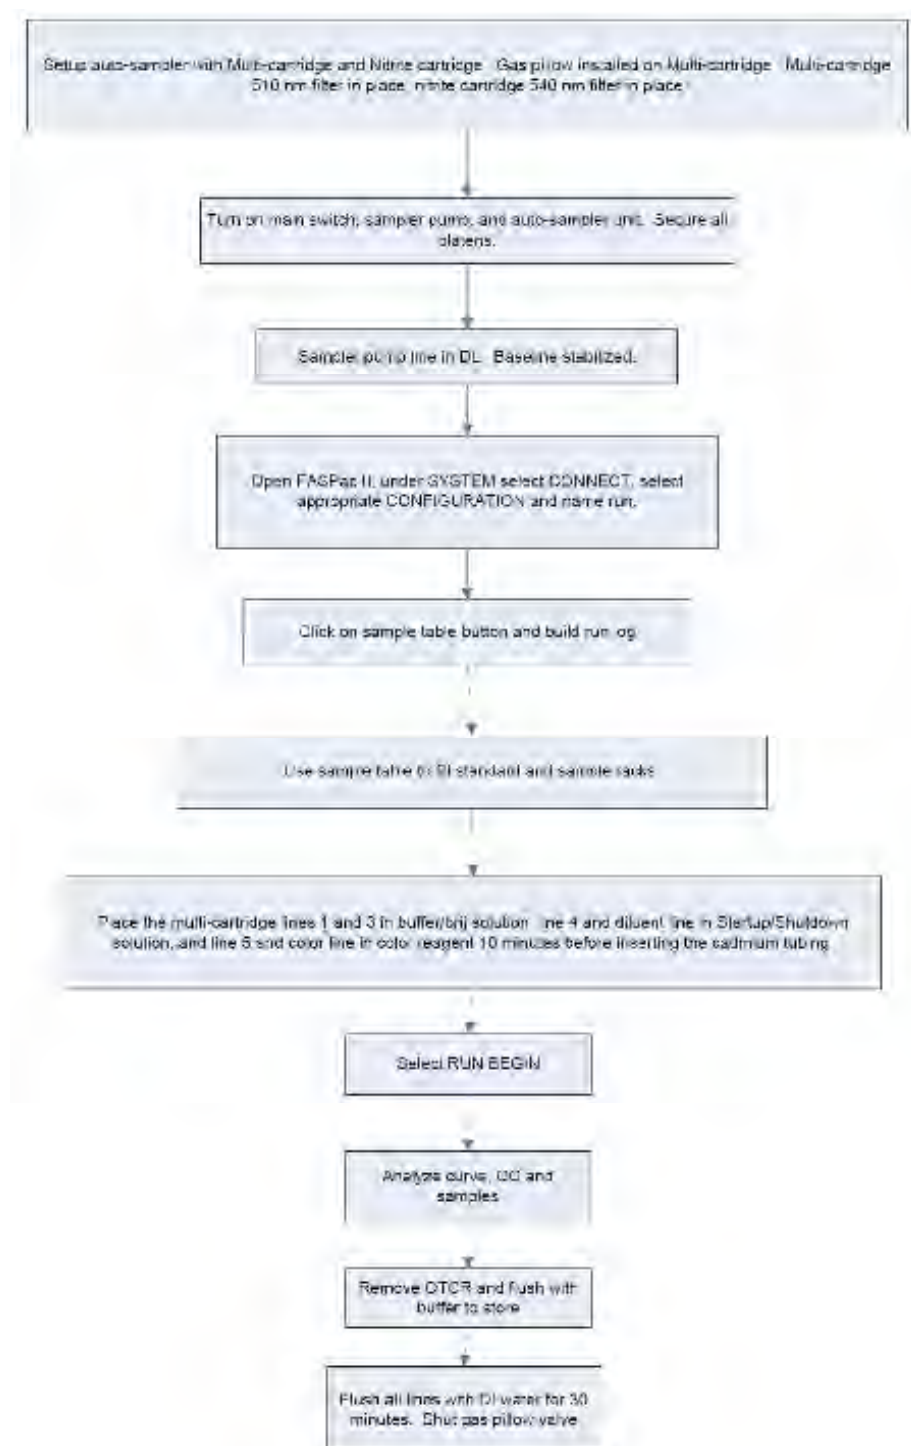 Setup auto-sampler with Multi-cartridge and Nitrite cartridge. Gas pillow installed on Multi-cartridge. Multi-cartridge
510 nm filter in place, nitrite cartridge 540 nm filter in place
Turn on main switch, sampler pump, and auto-sampler unit. Secure all
platens.
Sampler pump line in DI. Baseline stabilized.
Open FASPac II, under SYSTEM select CONNECT, select
appropriate CONFIGURATION and name run.
Click on sample table button and build run log
Use sample table to fill standard and sample racks
Place the multi-cartridge lines 1 and 3 in buffer/brij solution, line 4 and diluent line in Startup/Shutdown
solution, and line 5 and color line in color reagent 10 minutes before inserting the cadmium tubing
Select RUN BEGIN
Analyze curve, QC and
samples
Remove OTCR and flush with
buffer to store
Flush all lines with DI water for 30
minutes. Shut gas pillow valve